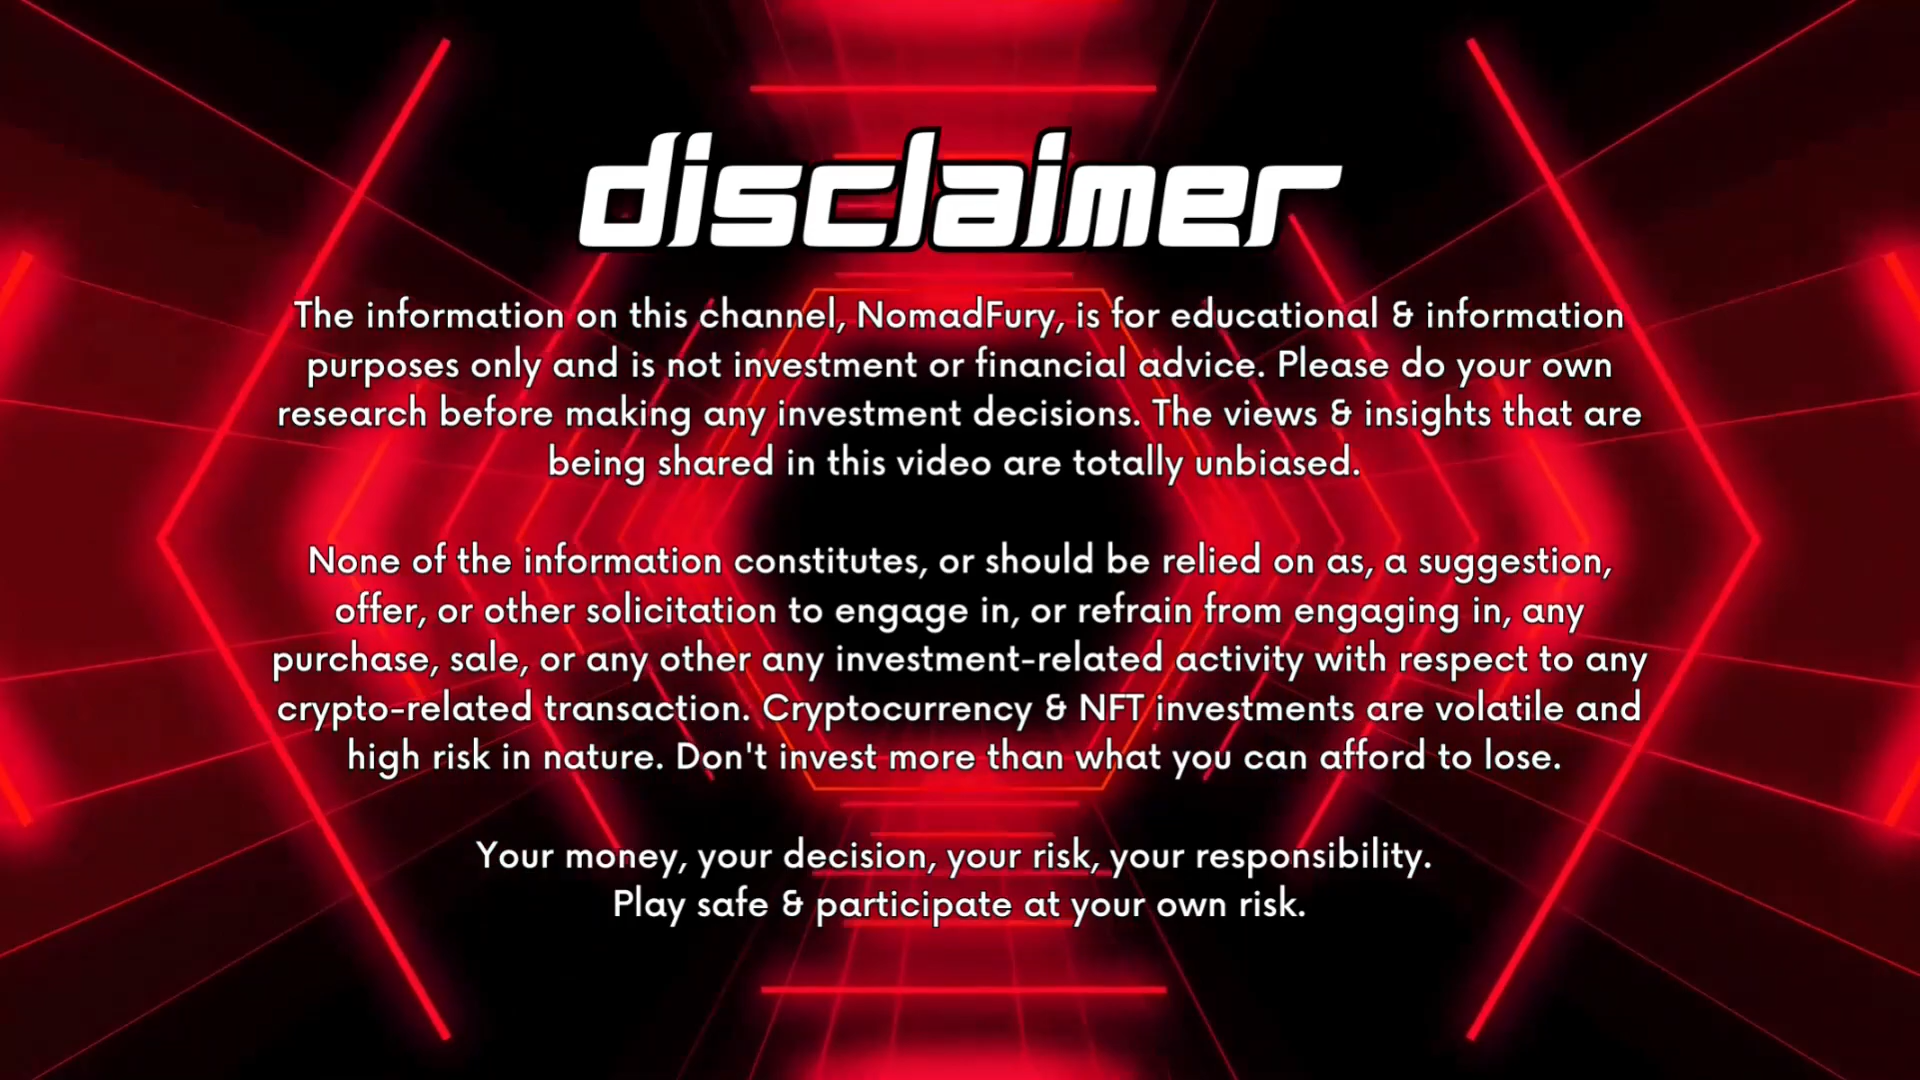 disclaimer
The information on this channel, NomadFury, is for educational & information
purposes only and is not investment or financial advice. Please do your own
research before making any investment decisions. The views & insights that are
being shared in this video are totally unbiased.
None of the information constitutes, or should be relied on as, a suggestion,
offer, or other solicitation to engage in, or refrain from engaging in, any
purchase, sale, or any other any investment-related activity with respect to any
crypto-related transaction. Cryptocurrency & NFT investments are volatile and
high risk in nature. Don't invest more than what you can afford to lose.
Your money, your decision, your risk, your responsibility.
Play safe & participate at your own risk.